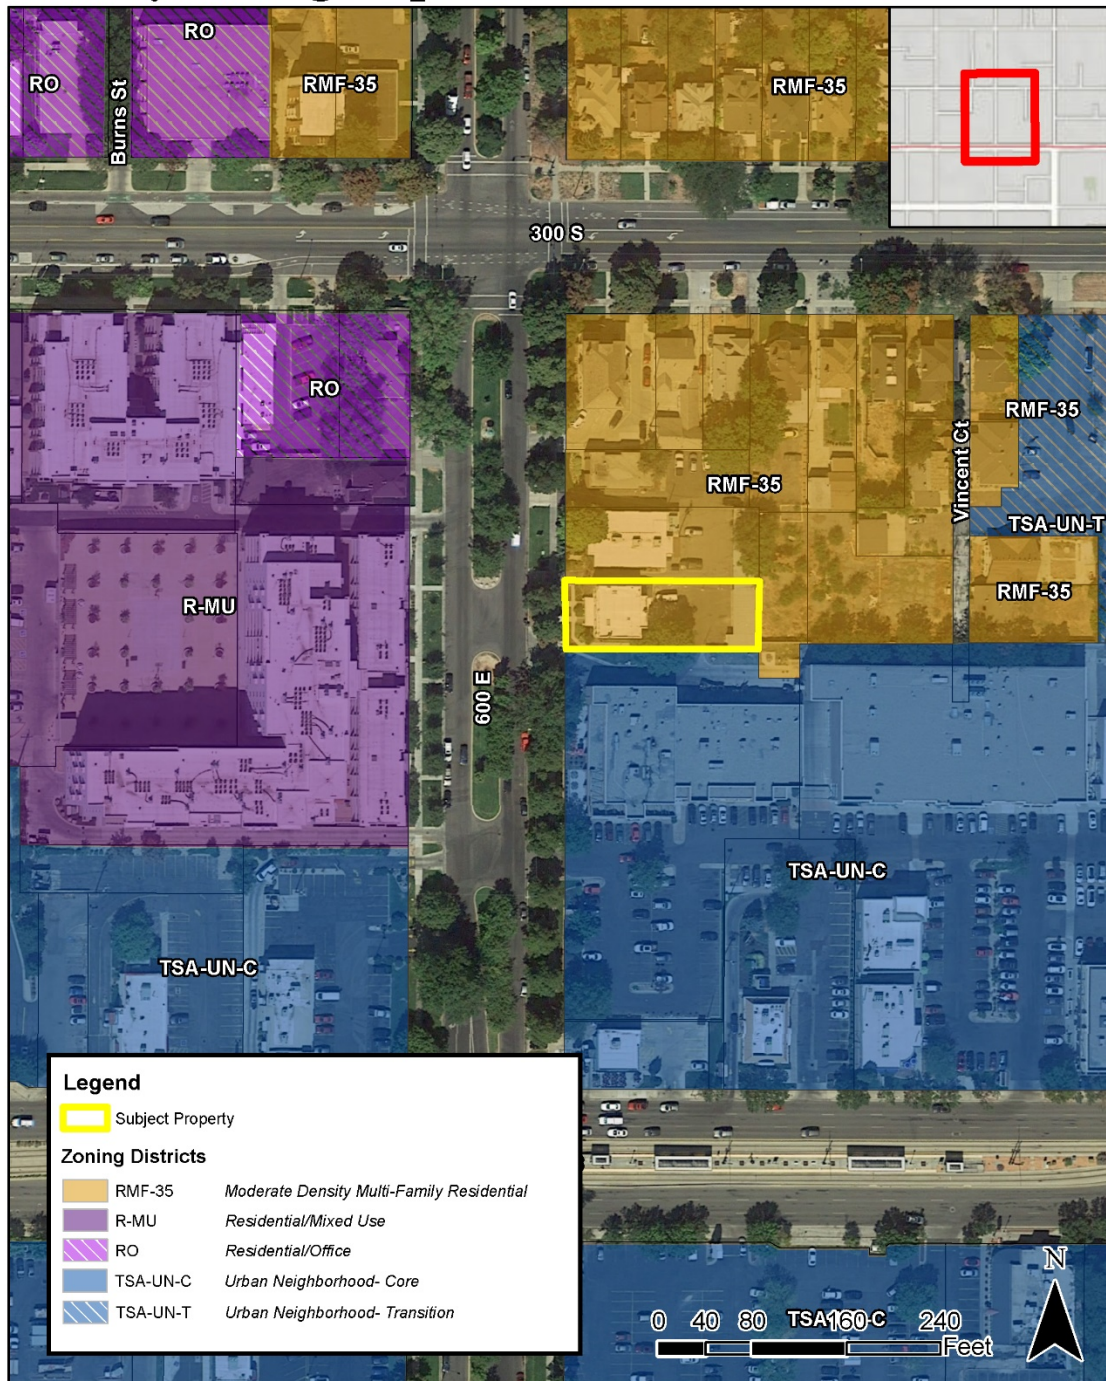 RO
RO
RMF-35
RMF-35
Burns St
300 S
RO
RMF-35
RMF-35
Vincent Ct
TSA-UN-T
R-MU
RMF-35
600 E
TSA-UN-C
TSA-UN-C
Legend
Subject Property
Zoning Districts
RMF-35 Moderate Density Multi-Family Residential
R-MU Residential/Mixed Use
RO Residential/Office
TSA-UN-C Urban Neighborhood- Core
TSA-UN-T Urban Neighborhood- Transition
N
TSA-UN-C
0 40 80 160 240
Feet